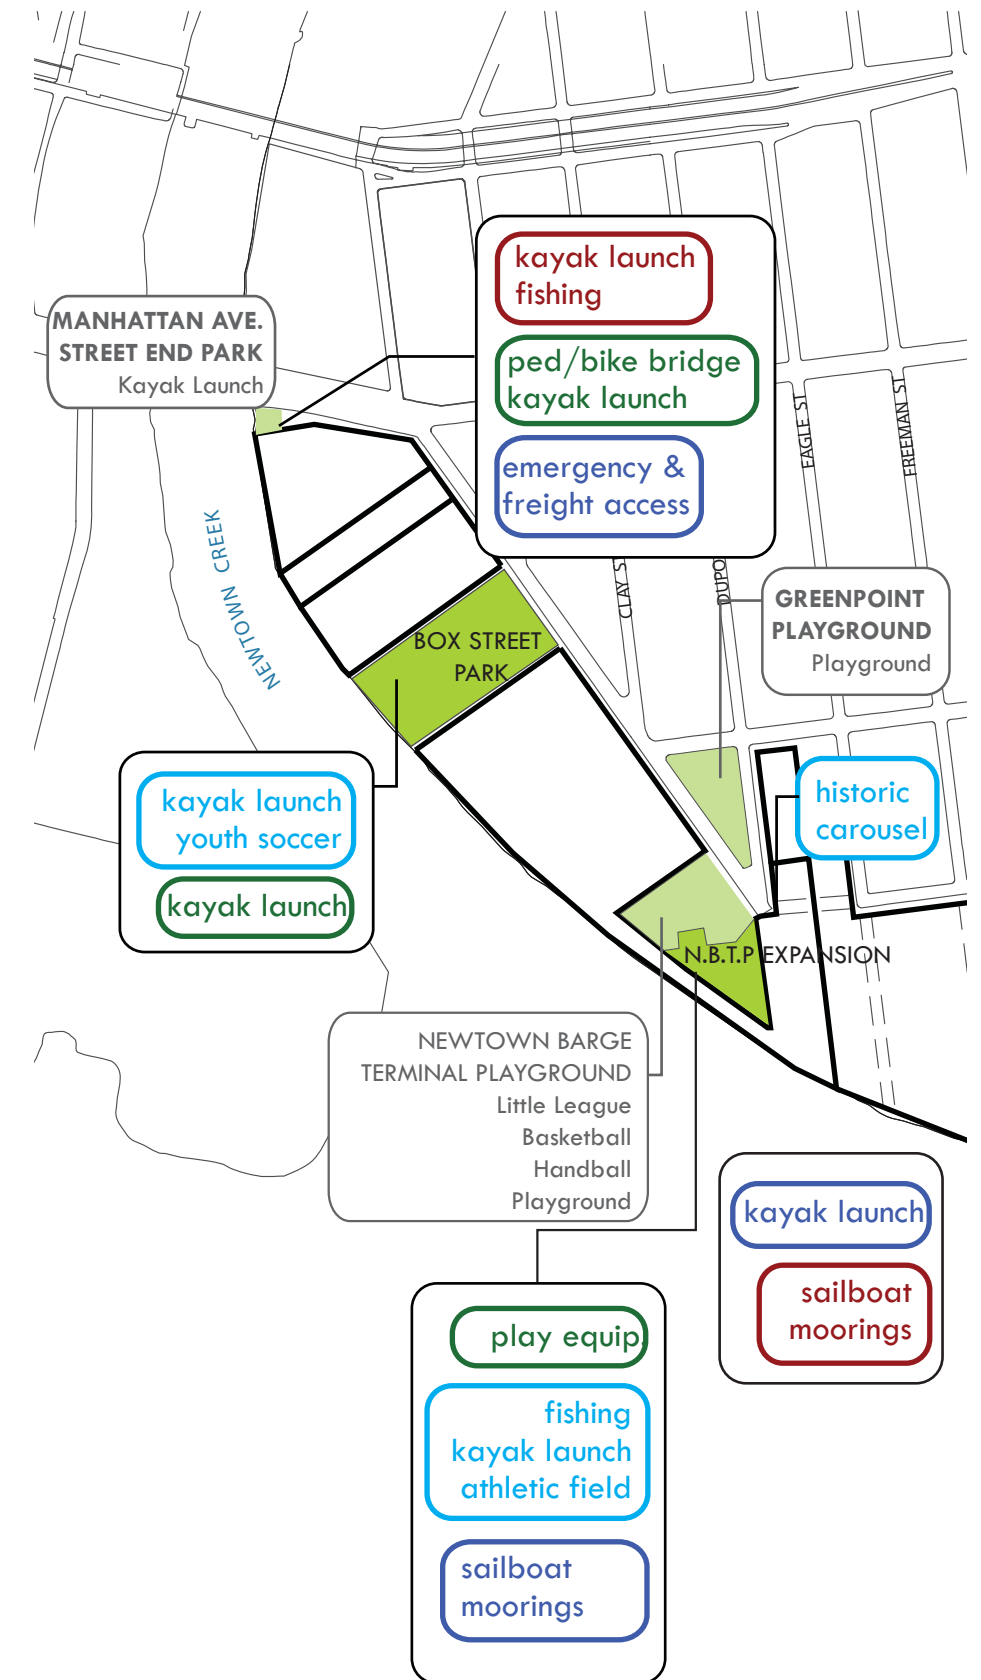 kayak launch
fishing
ped/bike bridge
kayak launch
emergency &
freight access
MANHATTAN AVE.
STREET END PARK
Kayak Launch
EAGLE ST
FREEMAN ST
NEWTOWN CREEK
CLAY S
DUPO
GREENPOINT
PLAYGROUND
Playground
BOX STREET
PARK
kayak launch
youth soccer
kayak launch
historic
carousel
N.B.T.P EXPANSION
NEWTOWN BARGE
TERMINAL PLAYGROUND
Little League
Basketball
Handball
Playground
kayak launch
sailboat
moorings
play equip.
fishing
kayak launch
athletic field
sailboat
moorings